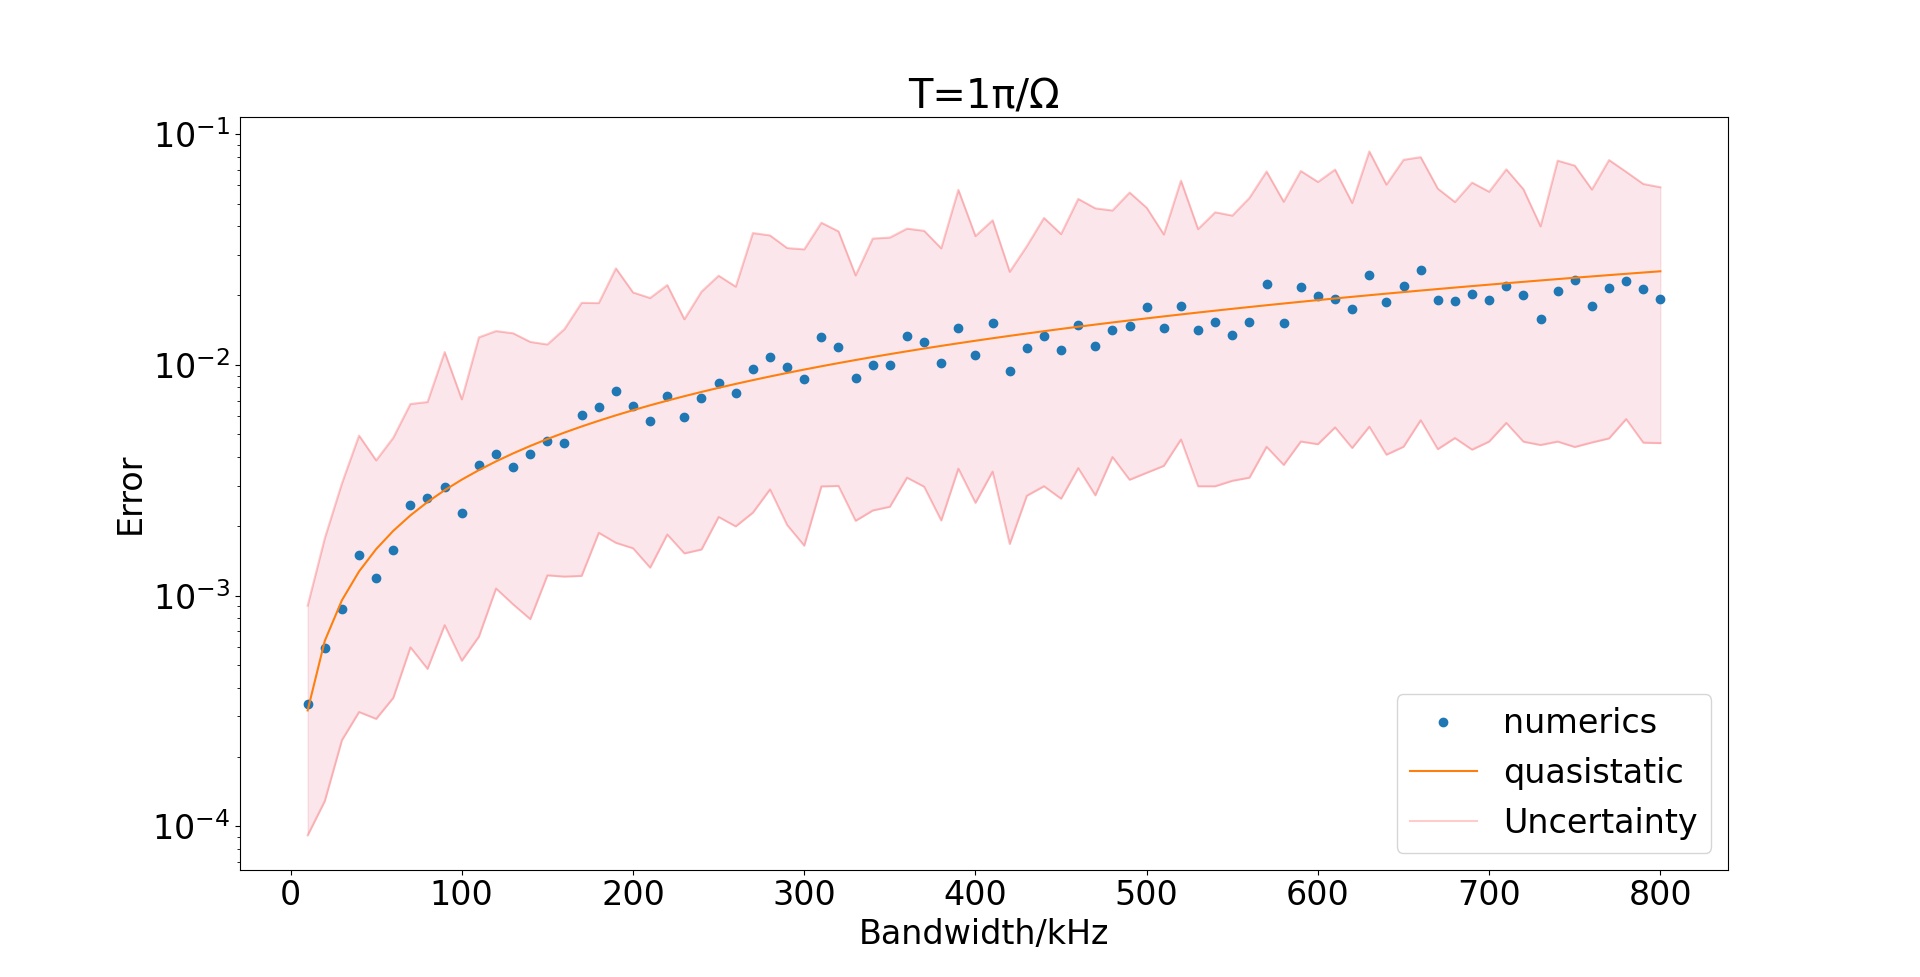 T=1π/Ω
10⁻¹
10⁻²
10⁻³
10⁻⁴
Error
numerics
quasistatic
Uncertainty
0 100 200 300 400 500 600 700 800
Bandwidth/kHz